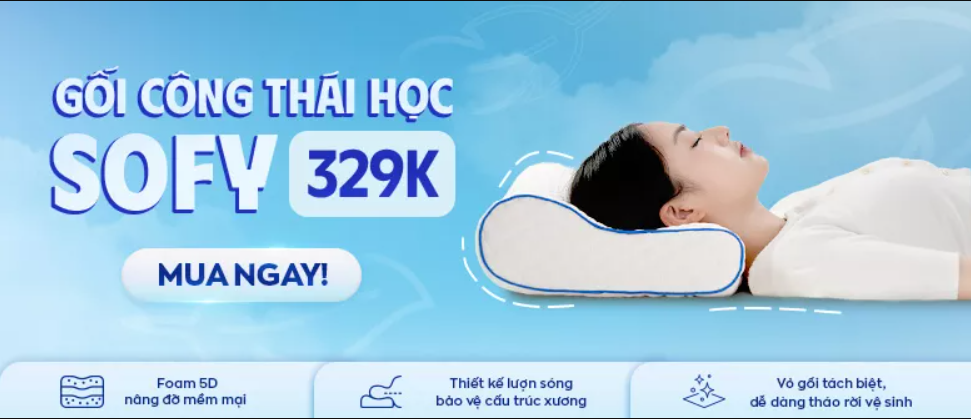 GỐI CÔNG THÁI HỌC
SOFY 329K
MUA NGAY!
Foam 5D
nâng đỡ mềm mại
Thiết kế lượn sóng
bảo vệ cấu trúc xương
Vỏ gối tách biệt,
dễ dàng tháo rời vệ sinh